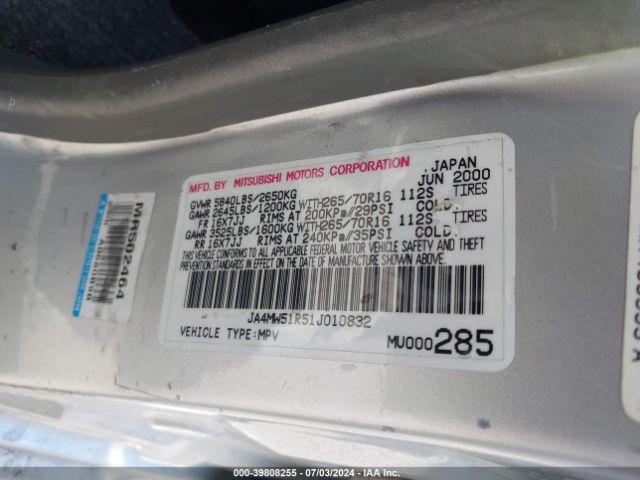 MFD. BY MITSUBISHI MOTORS CORPORATION JAPAN
GVWR 5840LBS/2650KG JUN 2000
GAWR 2645LBS/1200KG WITH265/70R16 112S TIRES
FR 16X7JJ RIMS AT 200KPa//29PSI COLD.
GAWR 3525LBS/1600KG WITH265/70R16 112S TIRES
RR 16X7JJ RIMS AT 240KPa//35PSI COLD.
THIS VEHICLE CONFORMS TO ALL APPLICABLE FEDERAL MOTOR VEHICLE SAFETY AND THEFT
PREVENTION STANDARDS IN EFFECT ON THE DATE OF MANUFACTURE SHOWN ABOVE.
JA4MW51R51J010832
VEHICLE TYPE:MPV MU000285
MR502464
000-39808255 - 07/03/2024 - IAA Inc.